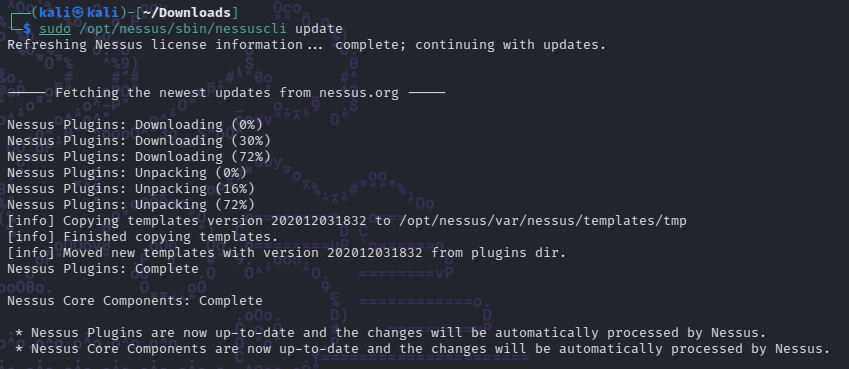 ┌──(kali㉿kali)-[~/Downloads]
└─$ sudo /opt/nessus/sbin/nessuscli update
Refreshing Nessus license information... complete; continuing with updates.
----- Fetching the newest updates from nessus.org -----
Nessus Plugins: Downloading (0%)
Nessus Plugins: Downloading (30%)
Nessus Plugins: Downloading (72%)
Nessus Plugins: Unpacking (0%)
Nessus Plugins: Unpacking (16%)
Nessus Plugins: Unpacking (72%)
[info] Copying templates version 202012031832 to /opt/nessus/var/nessus/templates/tmp
[info] Finished copying templates.
[info] Moved new templates with version 202012031832 from plugins dir.
Nessus Plugins: Complete
Nessus Core Components: Complete
* Nessus Plugins are now up-to-date and the changes will be automatically processed by Nessus.
* Nessus Core Components are now up-to-date and the changes will be automatically processed by Nessus.